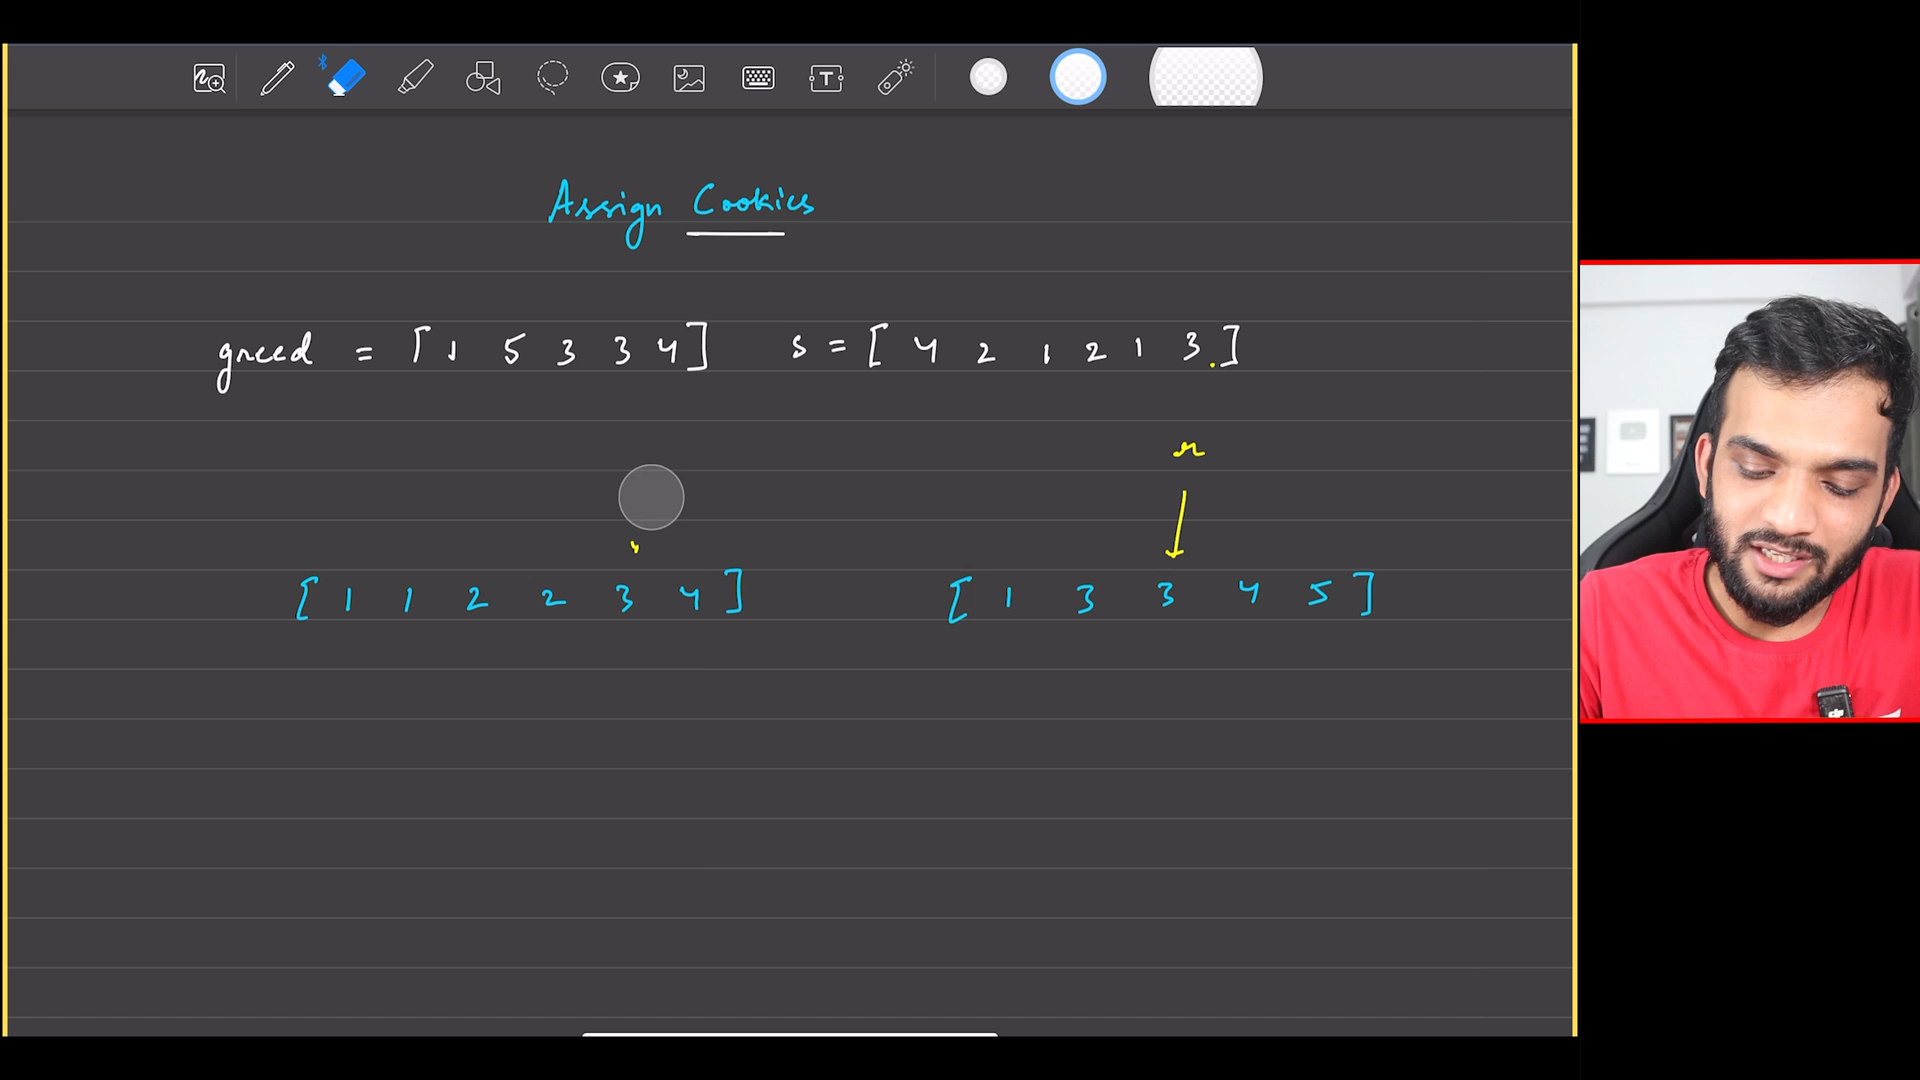 Assign Cookies
greed = [ 1 5 3 3 4 ] s = [ 4 2 1 2 1 3 . ]
r
[ 1 1 2 2 3 4 ] [ 1 3 3 4 5 ]